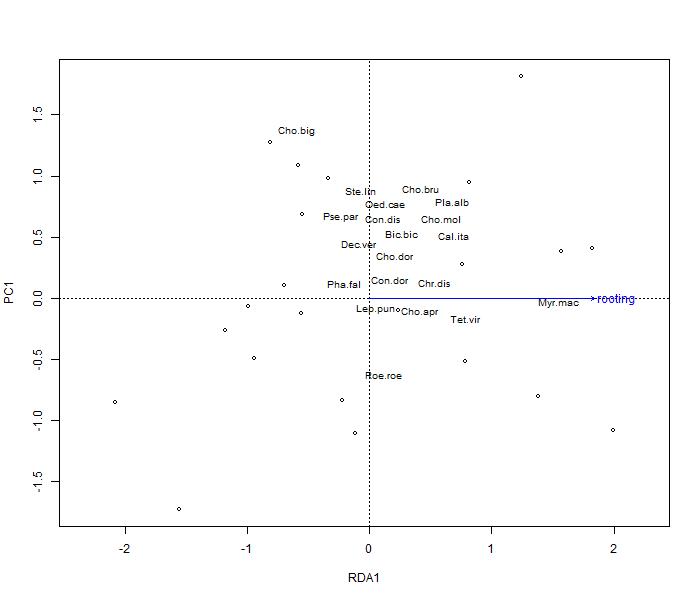 Cho.big
Ste.lin
Cho.bru
Oed.cae
Pla.alb
Pse.par
Con.dis
Cho.mol
Bic.bic
Cal.ita
Dec.ver
Cho.dor
Pha.fal
Con.dor
Chr.dis
Myr.mac
rooting
Leb.pun
Cho.apr
Tet.vir
Roe.roe
1.5
1.0
0.5
0.0
-0.5
-1.0
-1.5
PC1
-2
-1
0
1
2
RDA1